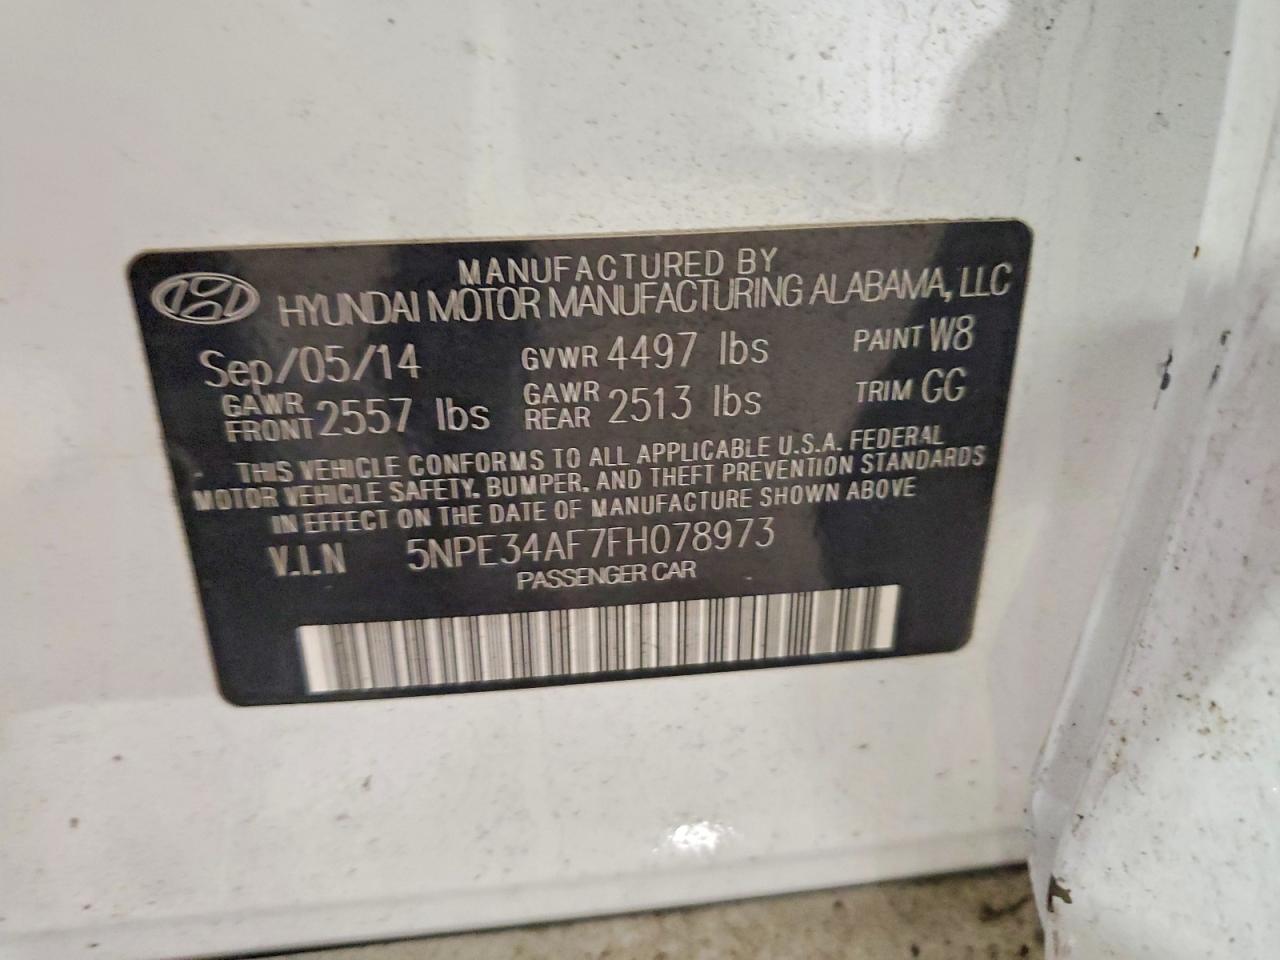 MANUFACTURED BY
HYUNDAI MOTOR MANUFACTURING ALABAMA, LLC
Sep/05/14 GVWR 4497 lbs PAINT W8
GAWR FRONT 2557 lbs GAWR REAR 2513 lbs TRIM GG
THIS VEHICLE CONFORMS TO ALL APPLICABLE U.S.A. FEDERAL
MOTOR VEHICLE SAFETY, BUMPER, AND THEFT PREVENTION STANDARDS
IN EFFECT ON THE DATE OF MANUFACTURE SHOWN ABOVE
V.I.N 5NPE34AF7FH078973
PASSENGER CAR